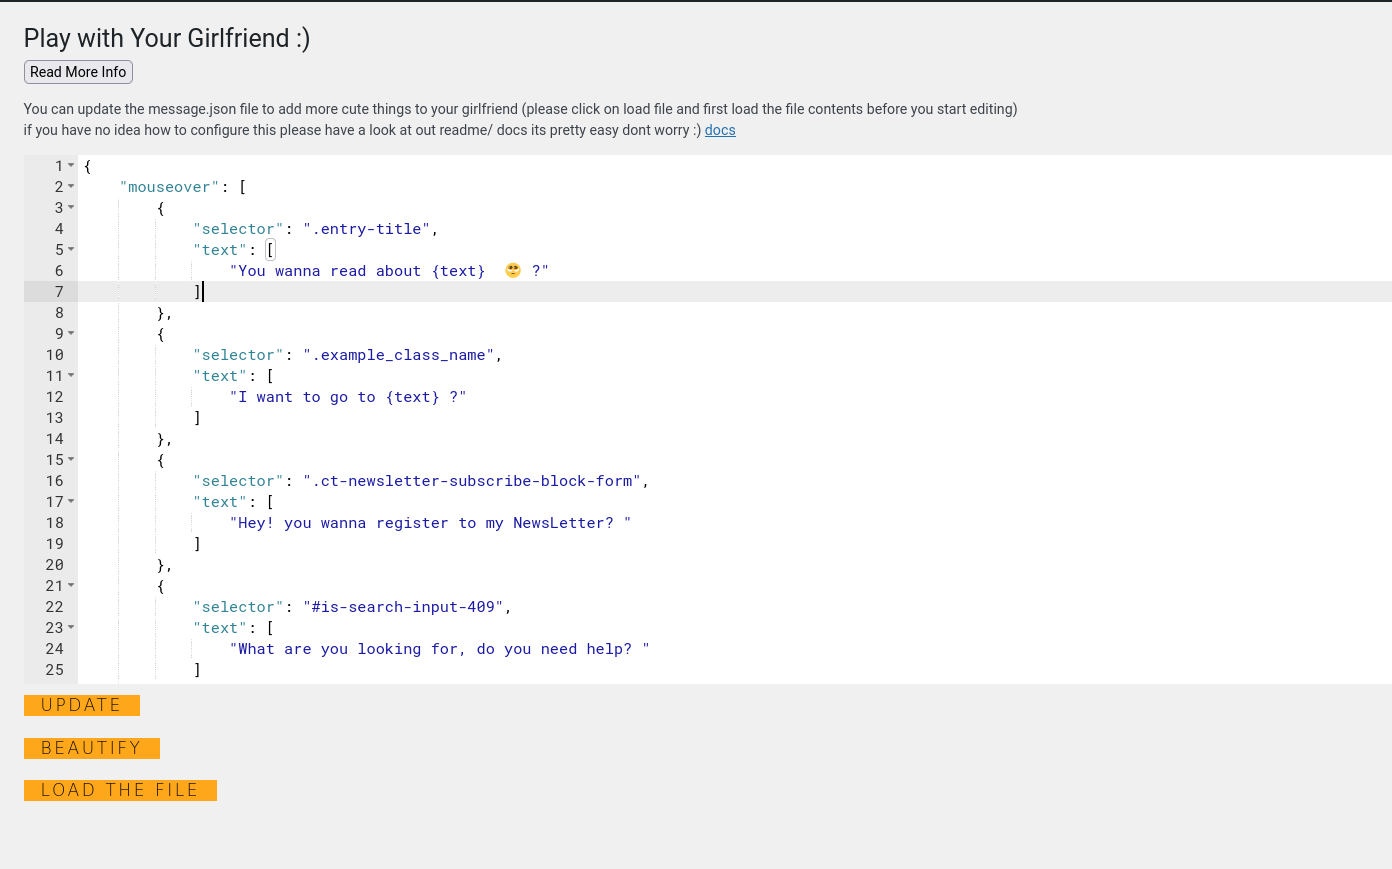 Play with Your Girlfriend :)
Read More Info
You can update the message.json file to add more cute things to your girlfriend (please click on load file and first load the file contents before you start editing)
if you have no idea how to configure this please have a look at out readme/ docs its pretty easy dont worry :) docs
1 {
2     "mouseover": [
3         {
4             "selector": ".entry-title",
5             "text": [
6                 "You wanna read about {text}  🙄 ?"
7             ]
8         },
9         {
10             "selector": ".example_class_name",
11             "text": [
12                 "I want to go to {text} ?"
13             ]
14         },
15         {
16             "selector": ".ct-newsletter-subscribe-block-form",
17             "text": [
18                 "Hey! you wanna register to my NewsLetter? "
19             ]
20         },
21         {
22             "selector": "#is-search-input-409",
23             "text": [
24                 "What are you looking for, do you need help? "
25             ]
UPDATE
BEAUTIFY
LOAD THE FILE